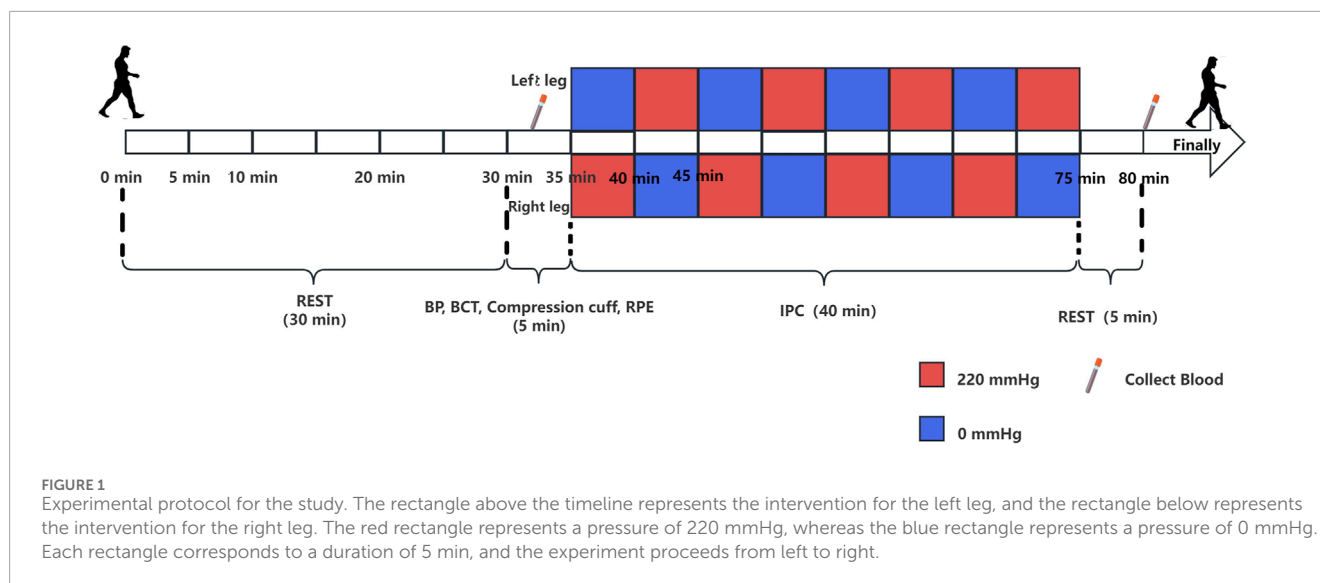 Left leg
Finally
0 min 5 min 10 min 20 min 30 min 35 min 40 min 45 min 75 min 80 min
Right leg
REST
(30 min)
BP, BCT, Compression cuff, RPE
(5 min)
IPC (40 min)
REST (5 min)
220 mmHg
Collect Blood
0 mmHg
FIGURE 1
Experimental protocol for the study. The rectangle above the timeline represents the intervention for the left leg, and the rectangle below represents
the intervention for the right leg. The red rectangle represents a pressure of 220 mmHg, whereas the blue rectangle represents a pressure of 0 mmHg.
Each rectangle corresponds to a duration of 5 min, and the experiment proceeds from left to right.